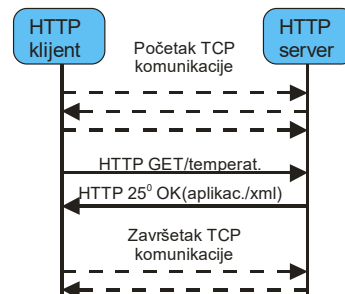 HTTP
klijent
HTTP
server
Početak TCP
komunikacije
HTTP GET/temperat.
HTTP 25⁰ OK(aplikac./xml)
Završetak TCP
komunikacije